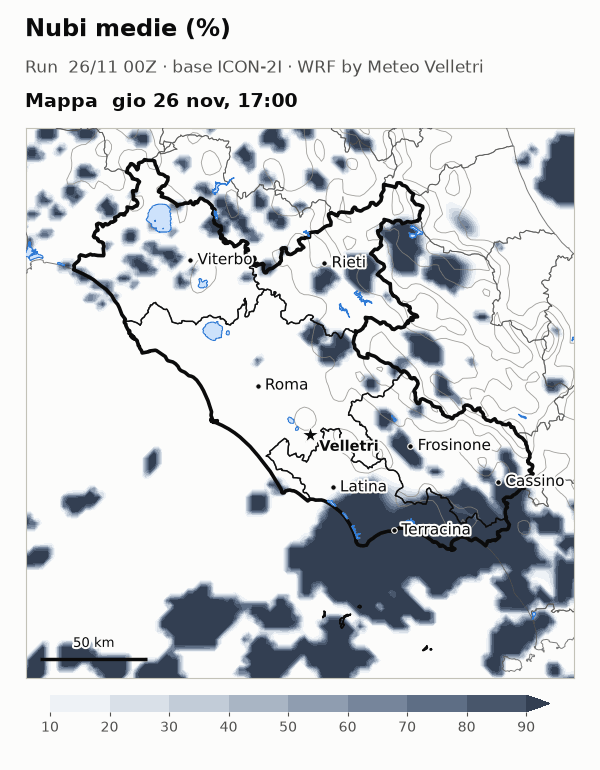 Nubi medie (%)
Run  26/11 00Z · base ICON-2I · WRF by Meteo Velletri
Mappa  gio 26 nov, 17:00
Viterbo
Rieti
Roma
Velletri
Frosinone
Cassino
Latina
Terracina
50 km
10 20 30 40 50 60 70 80 90